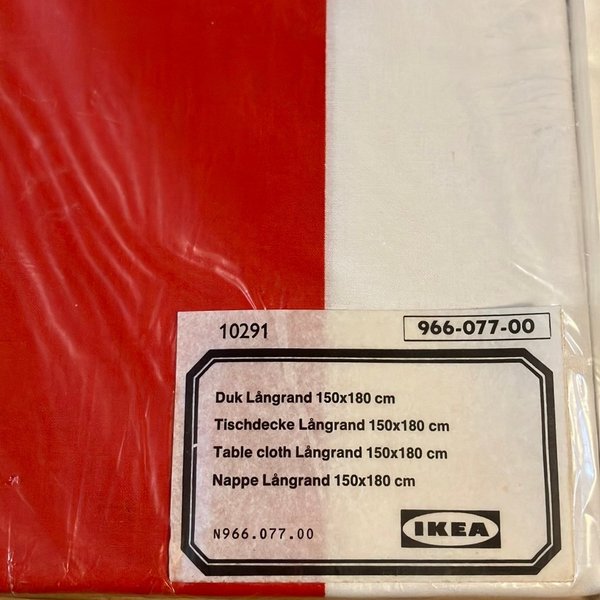 10291 966-077-00
Duk Långrand 150x180 cm
Tischdecke Långrand 150x180 cm
Table cloth Långrand 150x180 cm
Nappe Långrand 150x180 cm
N966.077.00 IKEA